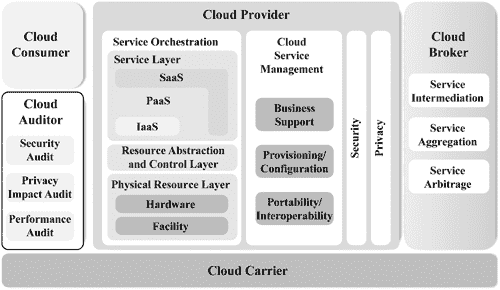 Cloud
Consumer
Cloud
Auditor
Security
Audit
Privacy
Impact Audit
Performance
Audit
Cloud Provider
Service Orchestration
Service Layer
SaaS
PaaS
IaaS
Resource Abstraction
and Control Layer
Physical Resource Layer
Hardware
Facility
Cloud
Service
Management
Business
Support
Provisioning/
Configuration
Portability/
Interoperability
Security
Privacy
Cloud
Broker
Service
Intermediation
Service
Aggregation
Service
Arbitrage
Cloud Carrier